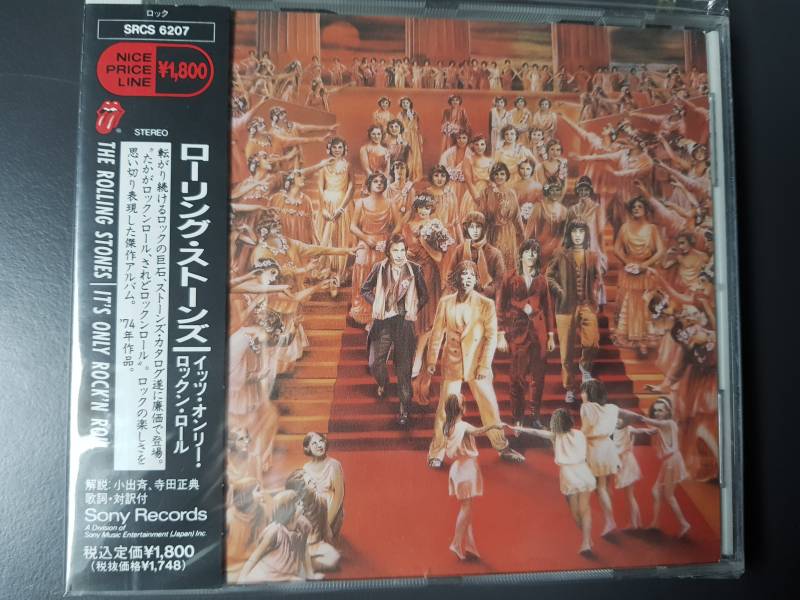 ロック
SRCS 6207
NICE
PRICE
LINE
¥1,800
STEREO
THE ROLLING STONES | IT'S ONLY ROCK'N ROLL
ローリング・ストーンズ
イッツ・オンリー・
ロックン・ロール
転がり続けるロックの巨石、ストーンズ・カタログ遂に廉価で登場。
“たかがロックンロール、されどロックンロール”。ロックの楽しさを
思い切り表現した傑作アルバム。 '74年作品。
解説:小出斉、寺田正典
歌詞・対訳付
Sony Records
A Division of
Sony Music Entertainment (Japan) Inc.
税込定価¥1,800
(税抜価格¥1,748)